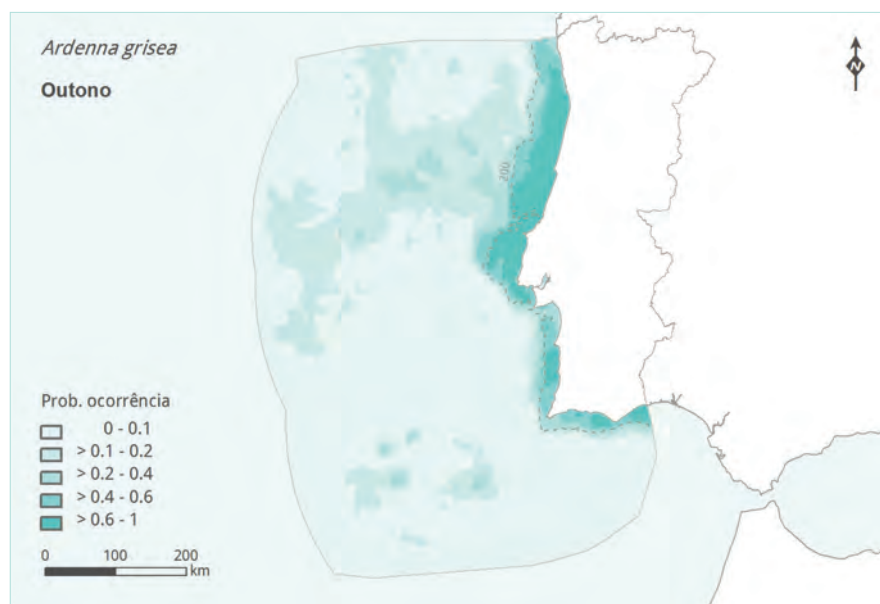 Ardenna grisea
Outono
N
200
Prob. ocorrência
0 - 0.1
> 0.1 - 0.2
> 0.2 - 0.4
> 0.4 - 0.6
> 0.6 - 1
0 100 200
km